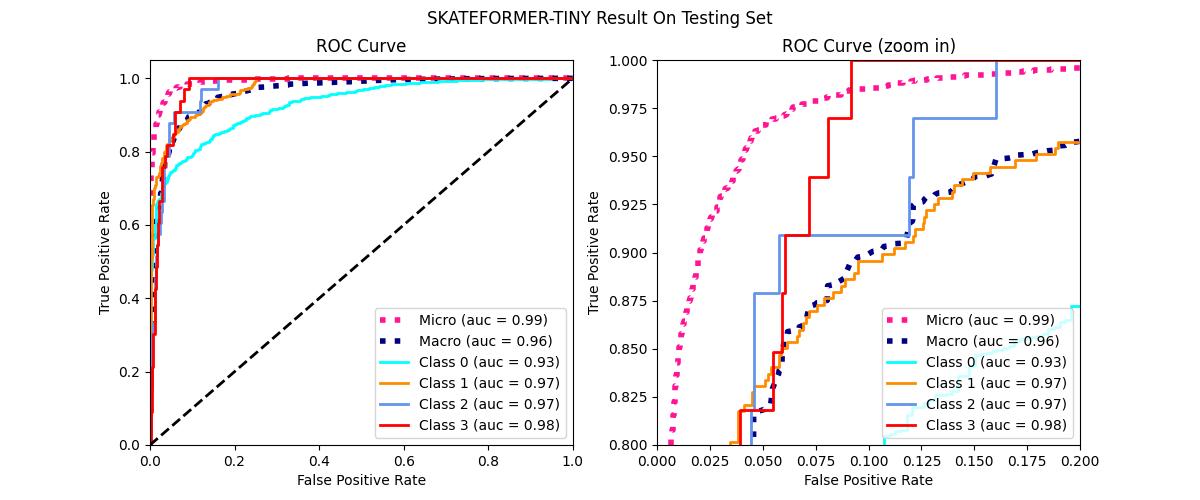 SKATEFORMER-TINY Result On Testing Set
ROC Curve
True Positive Rate
1.0
0.8
0.6
0.4
0.2
0.0
0.0 0.2 0.4 0.6 0.8 1.0
False Positive Rate
Micro (auc = 0.99)
Macro (auc = 0.96)
Class 0 (auc = 0.93)
Class 1 (auc = 0.97)
Class 2 (auc = 0.97)
Class 3 (auc = 0.98)
ROC Curve (zoom in)
True Positive Rate
1.000
0.975
0.950
0.925
0.900
0.875
0.850
0.825
0.800
0.000 0.025 0.050 0.075 0.100 0.125 0.150 0.175 0.200
False Positive Rate
Micro (auc = 0.99)
Macro (auc = 0.96)
Class 0 (auc = 0.93)
Class 1 (auc = 0.97)
Class 2 (auc = 0.97)
Class 3 (auc = 0.98)